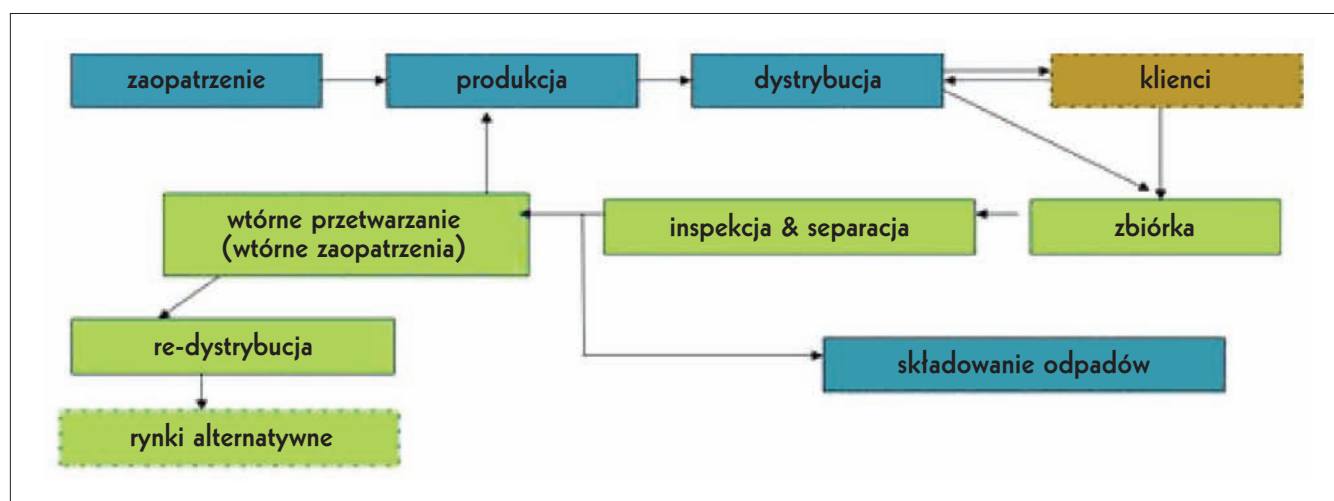 zaopatrzenie
produkcja
dystrybucja
klienci
wtórne przetwarzanie
(wtórne zaopatrzenia)
inspekcja & separacja
zbiórka
re-dystrybucja
składowanie odpadów
rynki alternatywne